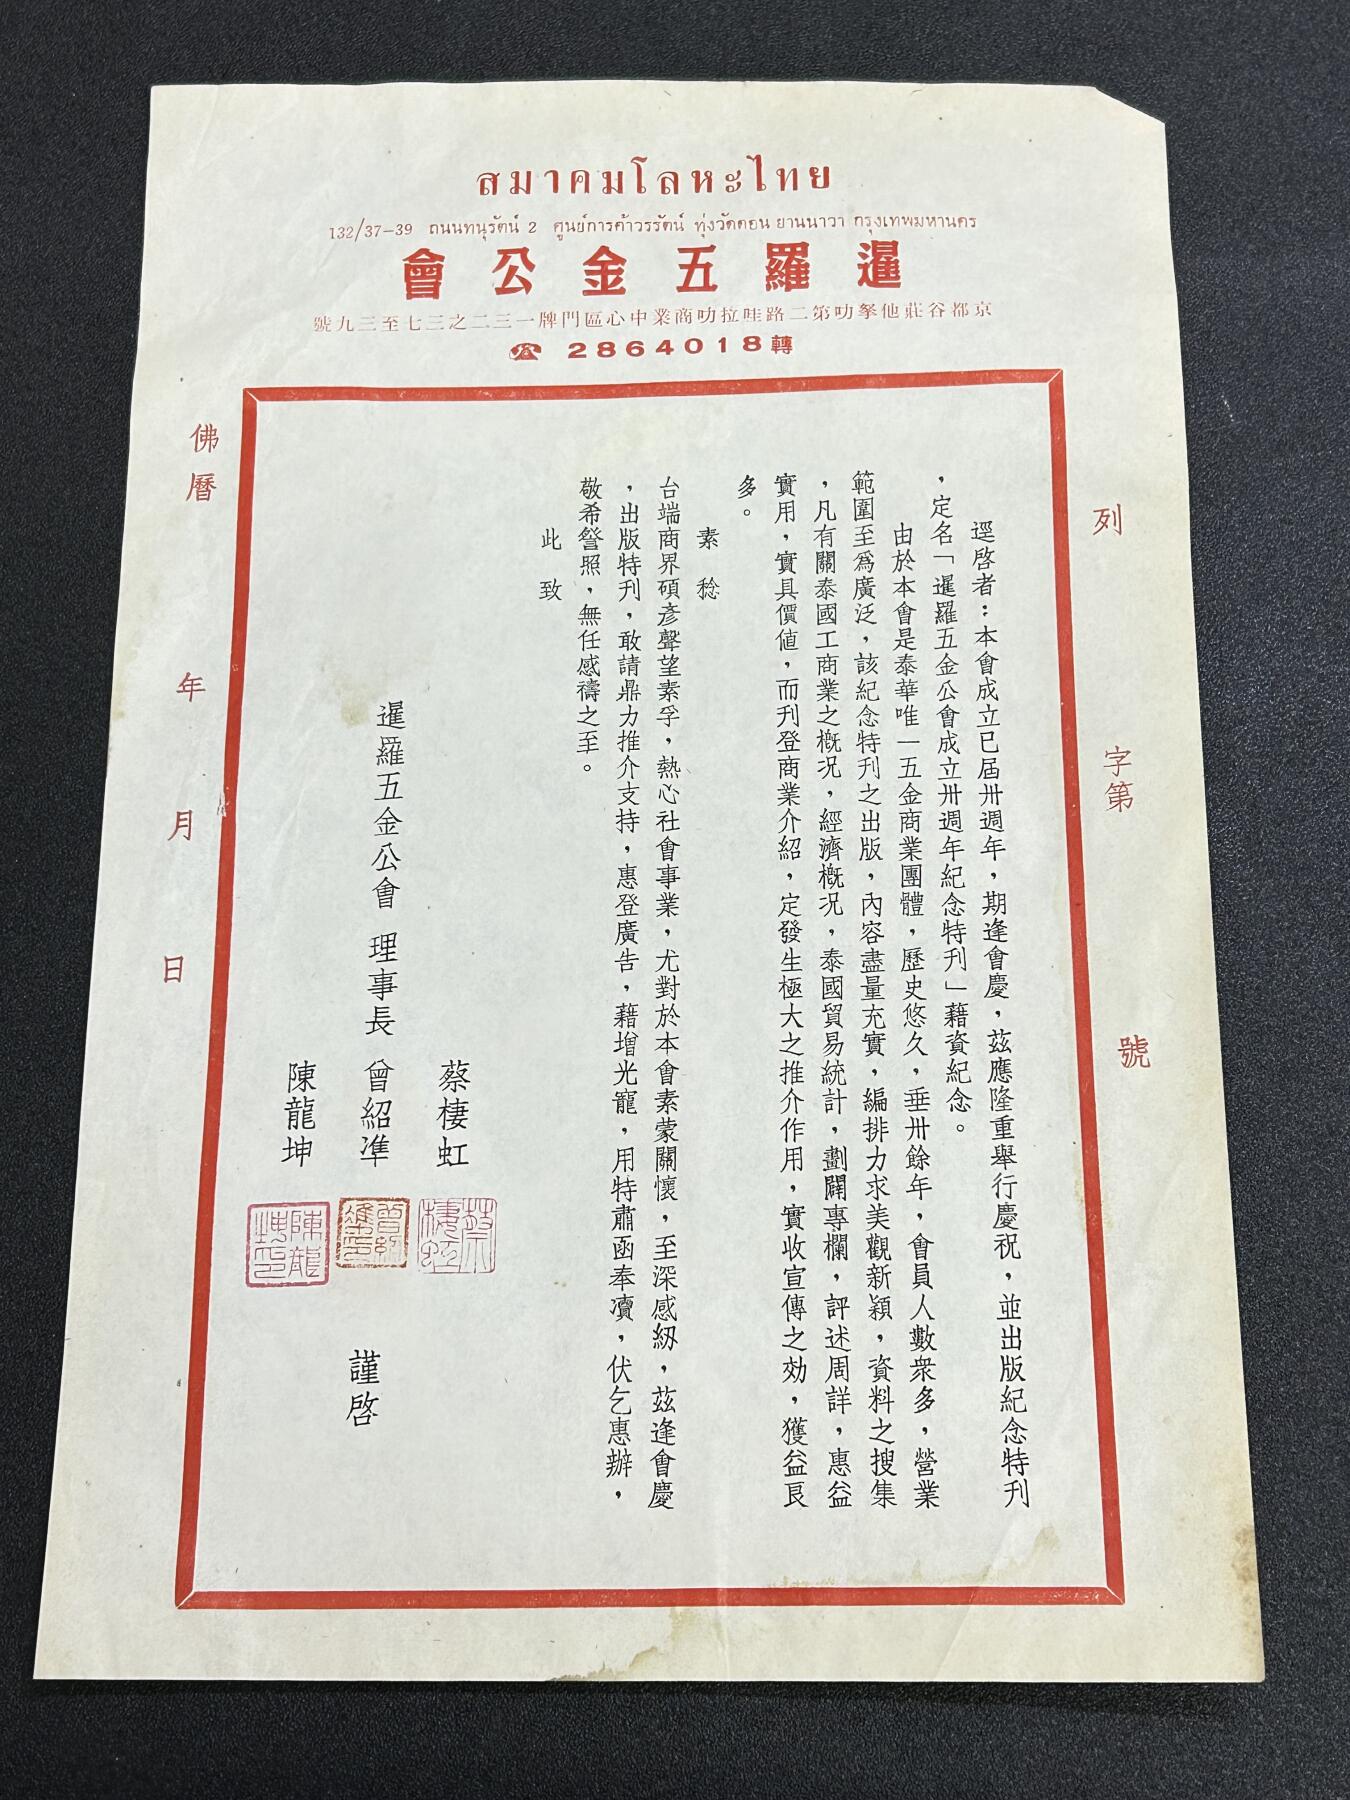 สมาคมโลหะไทย
132/37-39 ถนนทนุรัตน์ 2 ศูนย์การค้าวรรัตน์ ทุ่งวัดดอน ยานนาวา กรุงเทพมหานคร
暹羅五金公會
京都谷莊他拏叻第二路哇拉叻商業中心區門牌一三二之三七至三九號
☎ 2864018轉
列 字第 號
逕啓者：本會成立已屆卅週年，期逢會慶，茲應隆重舉行慶祝，並出版紀念特刊
，定名「暹羅五金公會成立卅週年紀念特刊」藉資紀念。
由於本會是泰華唯一五金商業團體，歷史悠久，垂卅餘年，會員人數衆多，營業
範圍至爲廣泛，該紀念特刊之出版，內容盡量充實，編排力求美觀新穎，資料之搜集
，凡有關泰國工商業之概況，經濟概況，泰國貿易統計，劃闢專欄，評述周詳，惠益
實用，實具價值，而刊登商業介紹，定發生極大之推介作用，實收宣傳之効，獲益良
多。
素稔
台端商界碩彥聲望素孚，熱心社會事業，尤對於本會素蒙關懷，至深感紉，茲逢會慶
，出版特刊，敢請鼎力推介支持，惠登廣告，藉增光寵，用特肅函奉凟，伏乞惠辦，
敬希詧照，無任感禱之至。
此致
蔡棲虹
暹羅五金公會 理事長 曾紹準 謹啓
陳龍坤
蔡棲虹
曾紹準印
陳龍坤印
佛曆 年 月 日